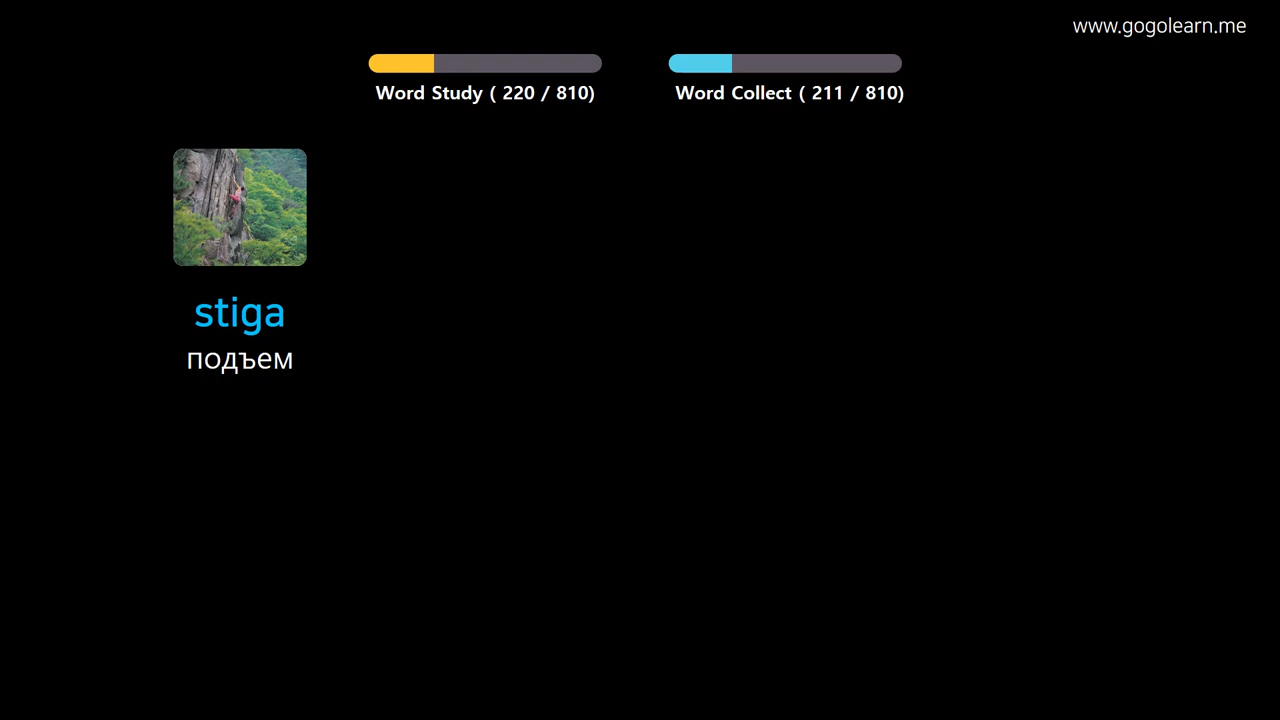 www.gogolearn.me
Word Study ( 220 / 810)
Word Collect ( 211 / 810)
stiga
подъем